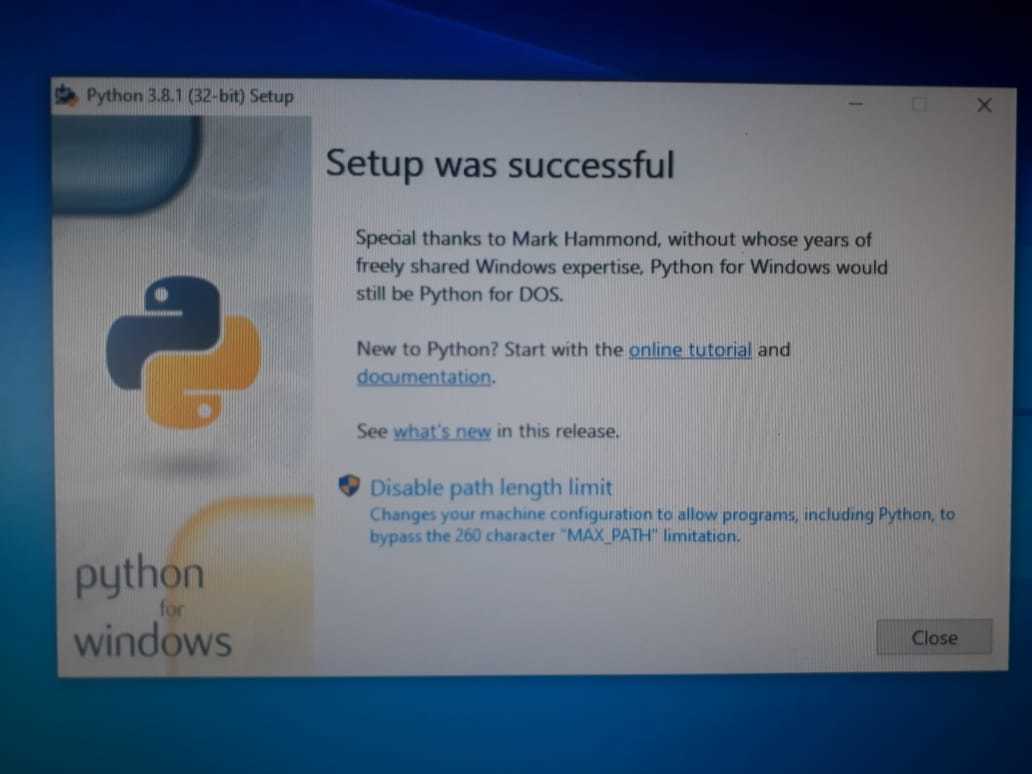 Python 3.8.1 (32-bit) Setup
Setup was successful
Special thanks to Mark Hammond, without whose years of
freely shared Windows expertise, Python for Windows would
still be Python for DOS.
New to Python? Start with the online tutorial and
documentation.
See what's new in this release.
Disable path length limit
Changes your machine configuration to allow programs, including Python, to
bypass the 260 character "MAX_PATH" limitation.
python
for
windows
Close